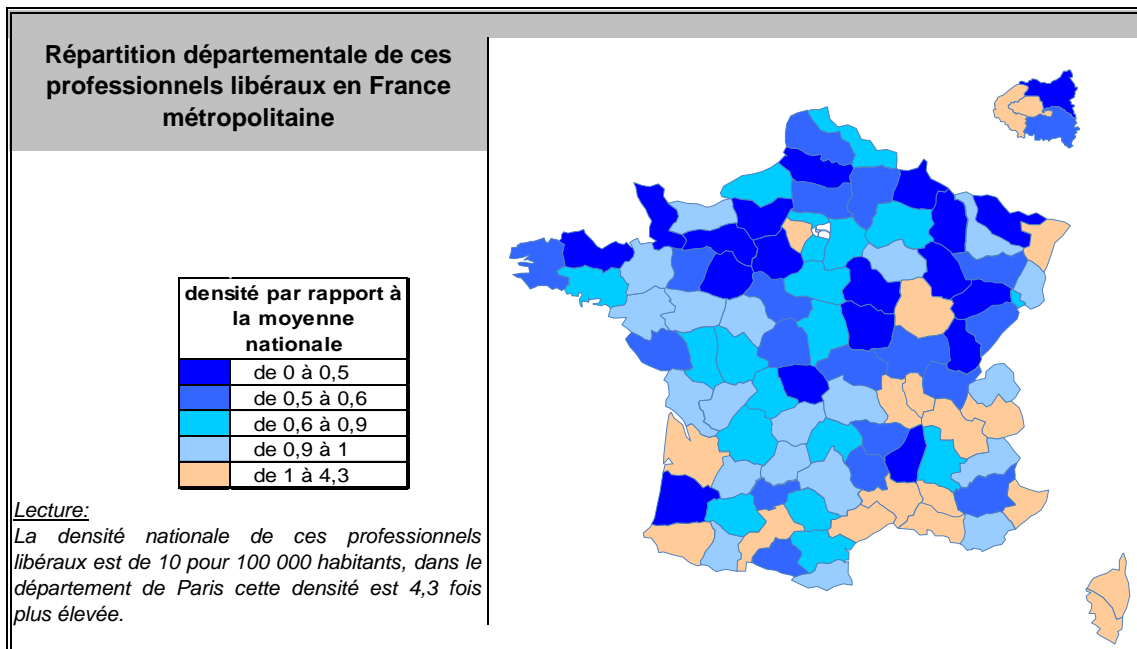 Répartition départementale de ces
professionnels libéraux en France
métropolitaine
densité par rapport à
la moyenne
nationale
de 0 à 0,5
de 0,5 à 0,6
de 0,6 à 0,9
de 0,9 à 1
de 1 à 4,3
Lecture:
La densité nationale de ces professionnels
libéraux est de 10 pour 100 000 habitants, dans le
département de Paris cette densité est 4,3 fois
plus élevée.